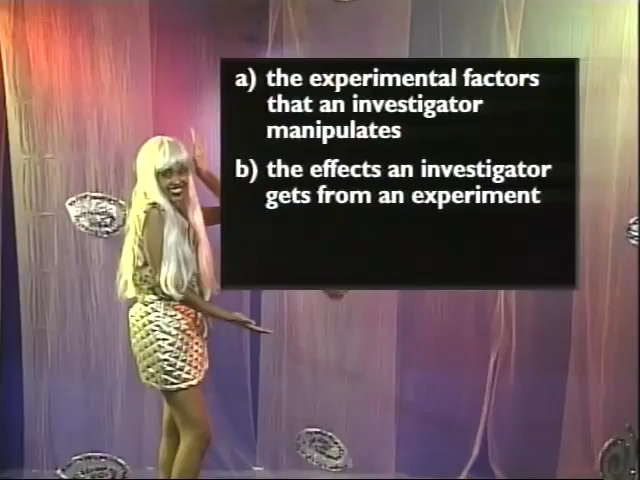 a) the experimental factors
that an investigator
manipulates
b) the effects an investigator
gets from an experiment